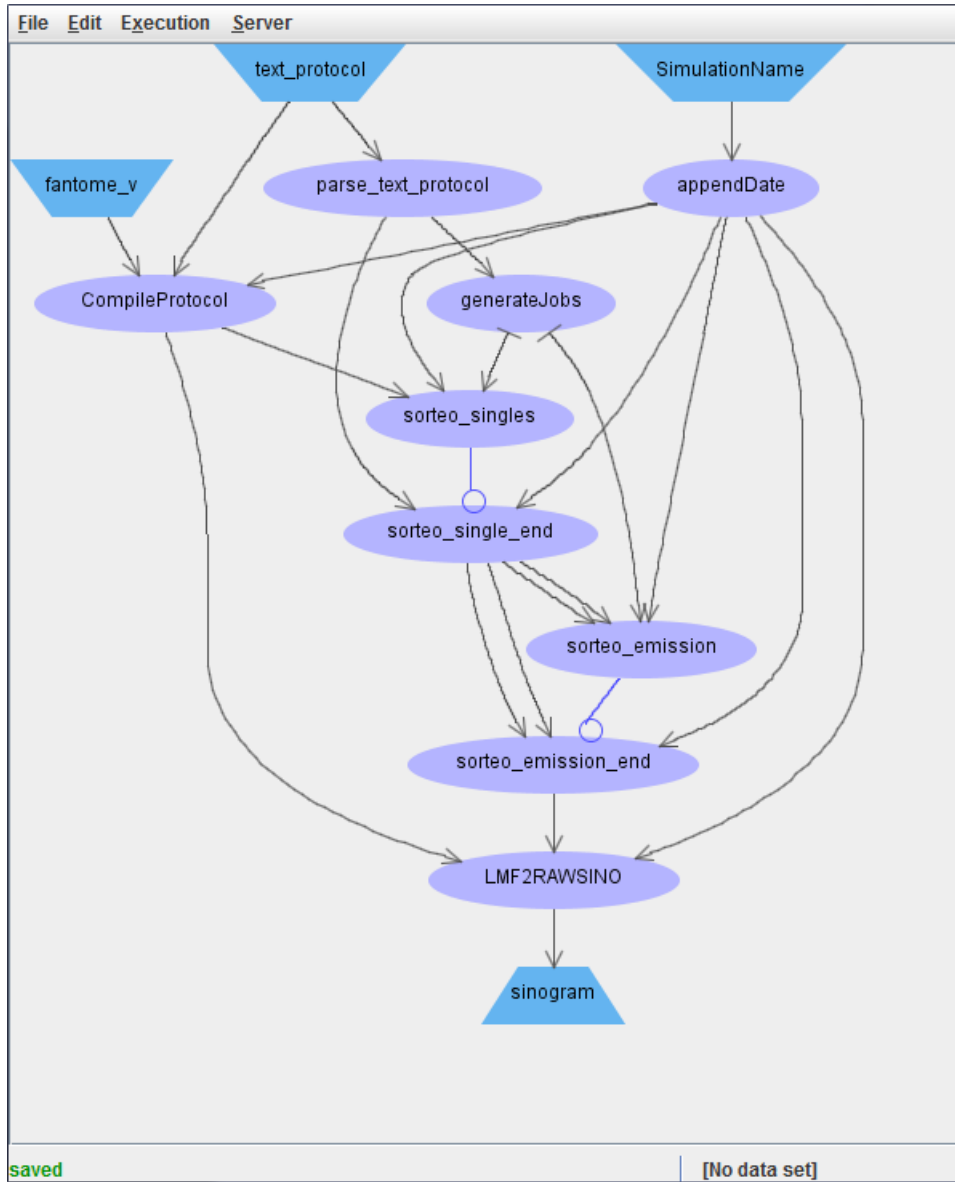 File Edit Execution Server
text_protocol
SimulationName
fantome_v
parse_text_protocol
appendDate
CompileProtocol
generateJobs
sorteo_singles
sorteo_single_end
sorteo_emission
sorteo_emission_end
LMF2RAWSINO
sinogram
saved
[No data set]